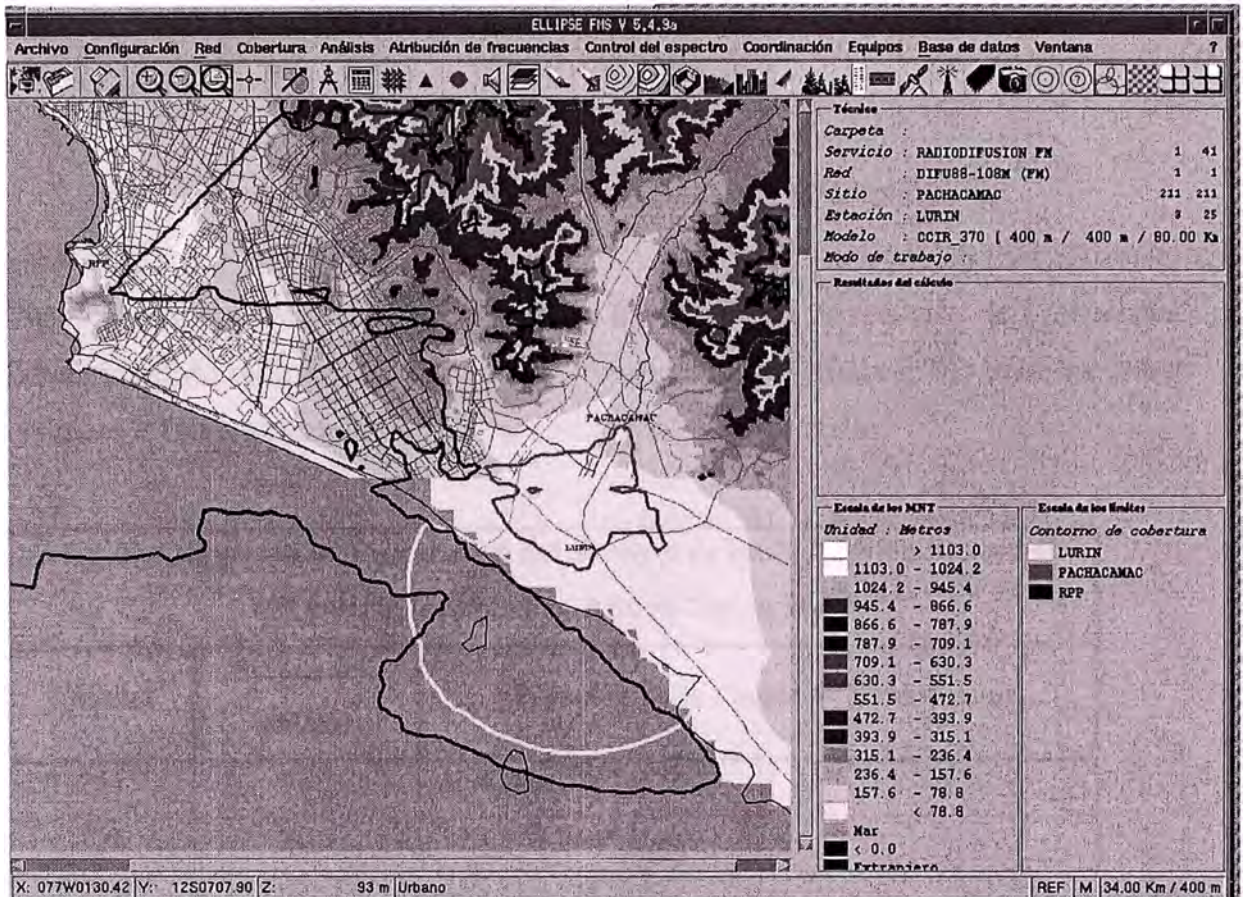 ELLIPSE FMS V 5.4.9a
Archivo Configuración Red Cobertura Análisis Atribución de frecuencias Control del espectro Coordinación Equipos Base de datos Ventana ?
Técnico
Carpeta :
Servicio : RADIODIFUSION FM 1 41
Red : DIFU88-108M (FM) 1 1
Sitio : PACHACAMAC 211 211
Estación : LURIN 3 25
Modelo : CCIR_370 [ 400 m / 400 m / 80.00 Km
Modo de trabajo :
Resultados del cálculo
RPP
PACHACAMAC
LURIN
Escala de los MNT
Unidad : Metros
> 1103.0
1103.0 - 1024.2
1024.2 - 945.4
945.4 - 866.6
866.6 - 787.9
787.9 - 709.1
709.1 - 630.3
630.3 - 551.5
551.5 - 472.7
472.7 - 393.9
393.9 - 315.1
315.1 - 236.4
236.4 - 157.6
157.6 - 78.8
< 78.8
Mar
< 0.0
Extranjero
Escala de los límites
Contorno de cobertura
LURIN
PACHACAMAC
RPP
X: 077W0130.42 Y: 12S0707.90 Z: 93 m Urbano REF M 34.00 Km / 400 m